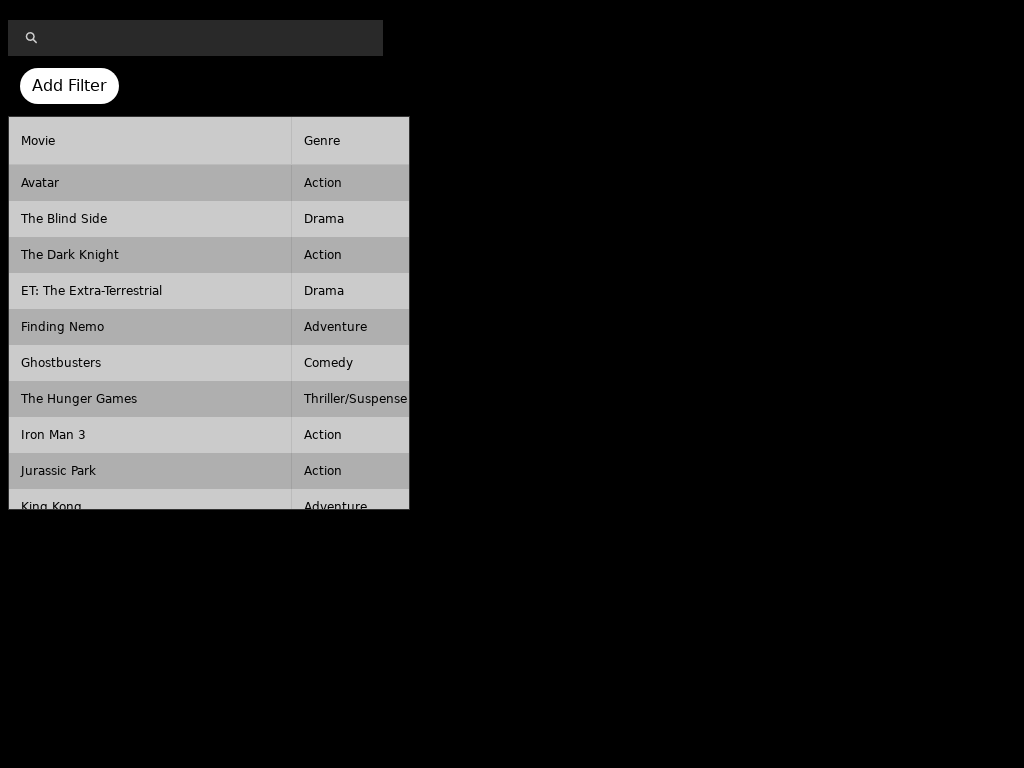 Add Filter
Movie Genre
Avatar Action
The Blind Side Drama
The Dark Knight Action
ET: The Extra-Terrestrial Drama
Finding Nemo Adventure
Ghostbusters Comedy
The Hunger Games Thriller/Suspense
Iron Man 3 Action
Jurassic Park Action
King Kong Adventure